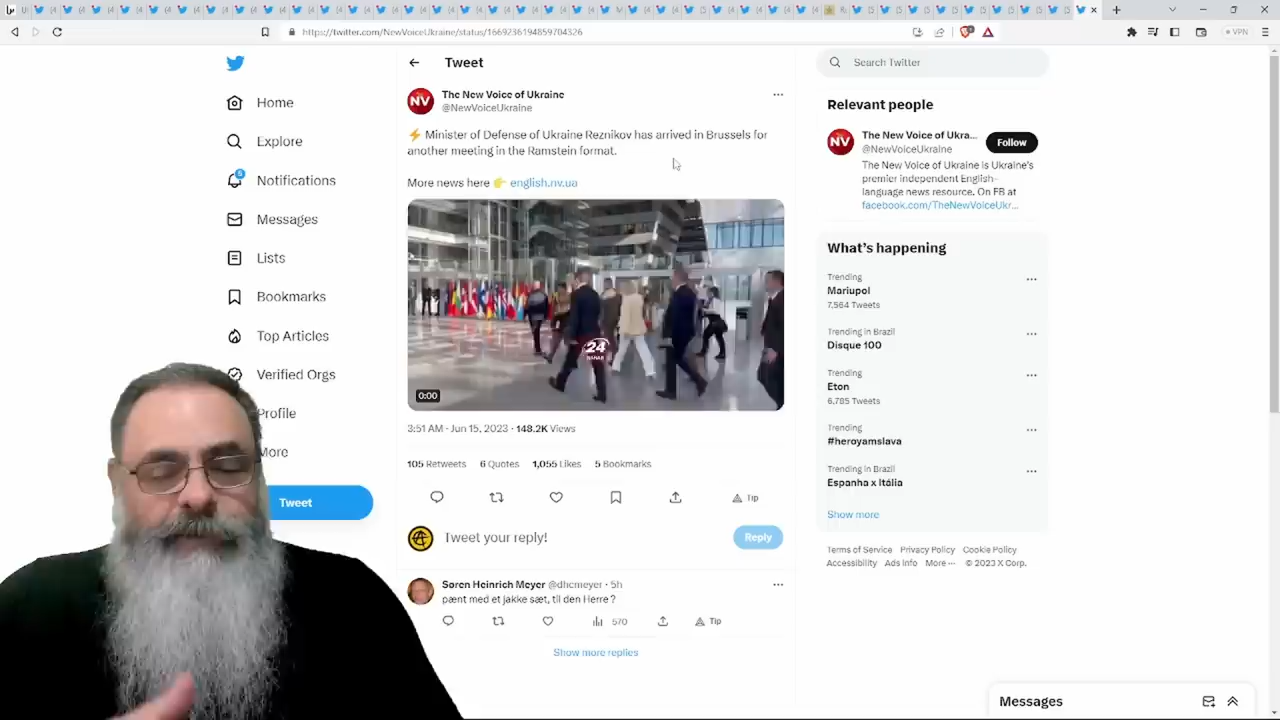 https://twitter.com/NewVoiceUkraine/status/1669236194859704326
VPN
Home
Explore
5
Notifications
Messages
Lists
Bookmarks
Top Articles
Verified Orgs
Profile
More
Tweet
Tweet
NV
The New Voice of Ukraine
@NewVoiceUkraine
⚡ Minister of Defense of Ukraine Reznikov has arrived in Brussels for
another meeting in the Ramstein format.
More news here 👉 english.nv.ua
24
0:00
3:51 AM · Jun 15, 2023 · 148.2K Views
105 Retweets 6 Quotes 1,055 Likes 5 Bookmarks
Tip
Tweet your reply!
Reply
Søren Heinrich Meyer @dhcmeyer · 5h
pænt med et jakke sæt, til den Herre ?
570
Tip
Show more replies
Search Twitter
Relevant people
NV
The New Voice of Ukra...
@NewVoiceUkraine
Follow
The New Voice of Ukraine is Ukraine's
premier independent English-
language news resource. On FB at
facebook.com/TheNewVoiceUkr...
What's happening
Trending
Mariupol
7,564 Tweets
Trending in Brazil
Disque 100
Trending
Eton
6,785 Tweets
Trending
#heroyamslava
Trending in Brazil
Espanha x Itália
Show more
Terms of Service Privacy Policy Cookie Policy
Accessibility Ads info More ··· © 2023 X Corp.
Messages